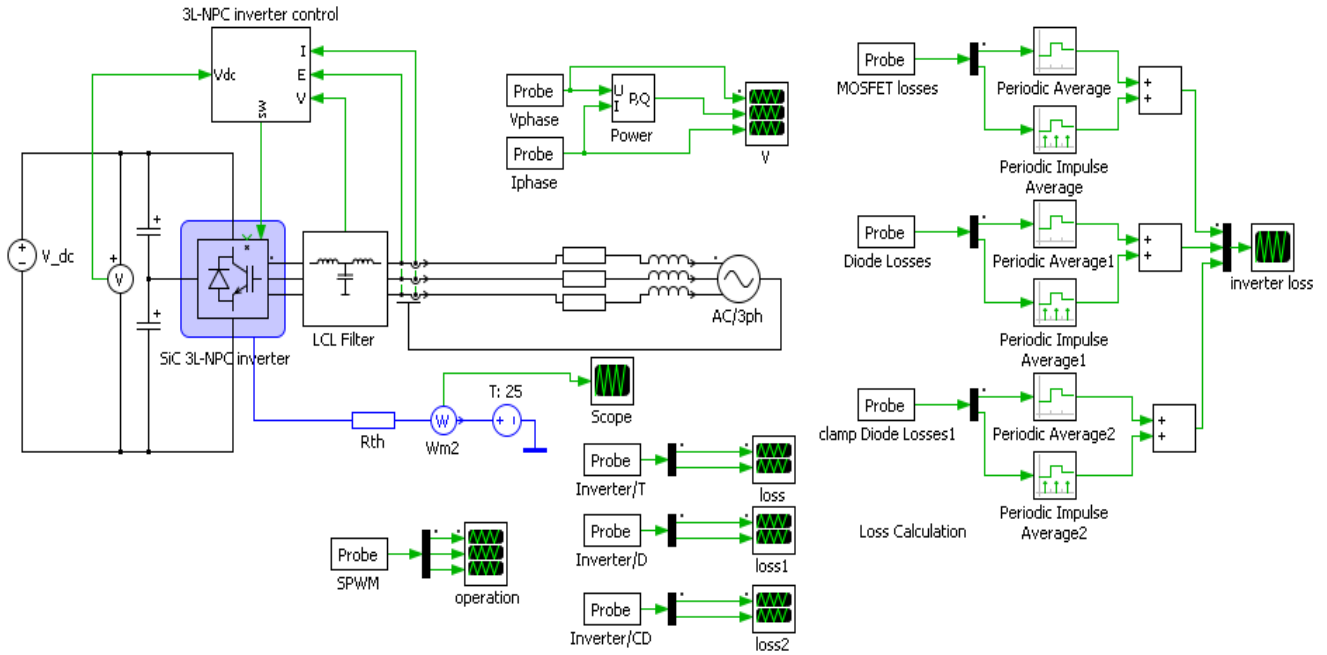 3L-NPC inverter control
I
E
V
Vdc
sw
V_dc
V
SiC 3L-NPC inverter
LCL Filter
AC/3ph
Probe
Vphase
Probe
Iphase
U
I
P,Q
Power
V
Rth
W
Wm2
T: 25
Scope
Probe
SPWM
operation
Probe
Inverter/T
loss
Probe
Inverter/D
loss1
Probe
Inverter/CD
loss2
Probe
MOSFET losses
Periodic Average
Periodic Impulse
Average
Probe
Diode Losses
Periodic Average1
Periodic Impulse
Average1
Probe
clamp Diode Losses1
Periodic Average2
Periodic Impulse
Average2
inverter loss
Loss Calculation